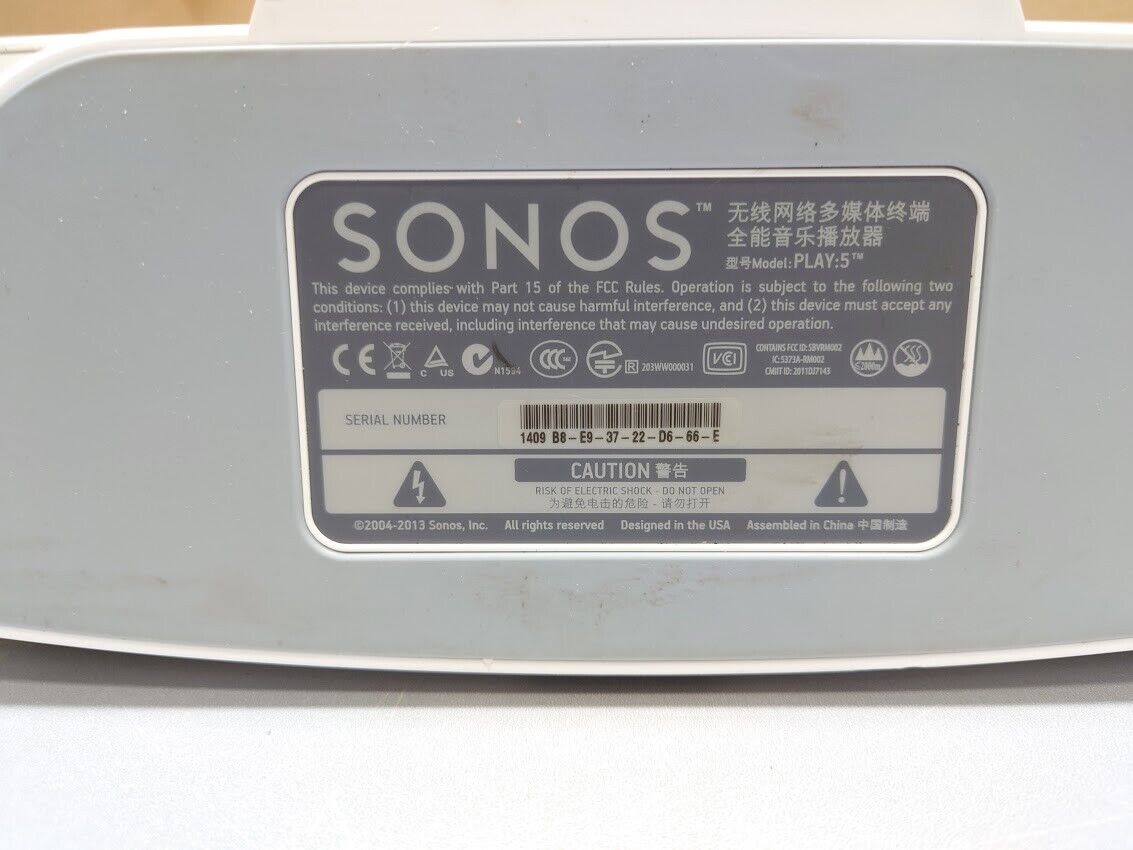 SONOS™
无线网络多媒体终端
全能音乐播放器
型号Model: PLAY:5™
This device complies with Part 15 of the FCC Rules. Operation is subject to the following two
conditions: (1) this device may not cause harmful interference, and (2) this device must accept any
interference received, including interference that may cause undesired operation.
CE
C US
N1594
CCC
R 203WW000031
VCI
CONTAINS FCC ID: SBVRM002
IC: 5373A-RM002
CMIIT ID: 2011DJ7143
≤2000m
SERIAL NUMBER
1409 B8-E9-37-22-D6-66-E
CAUTION 警告
RISK OF ELECTRIC SHOCK - DO NOT OPEN
为避免电击的危险 - 请勿打开
©2004-2013 Sonos, Inc. All rights reserved Designed in the USA Assembled in China 中国制造